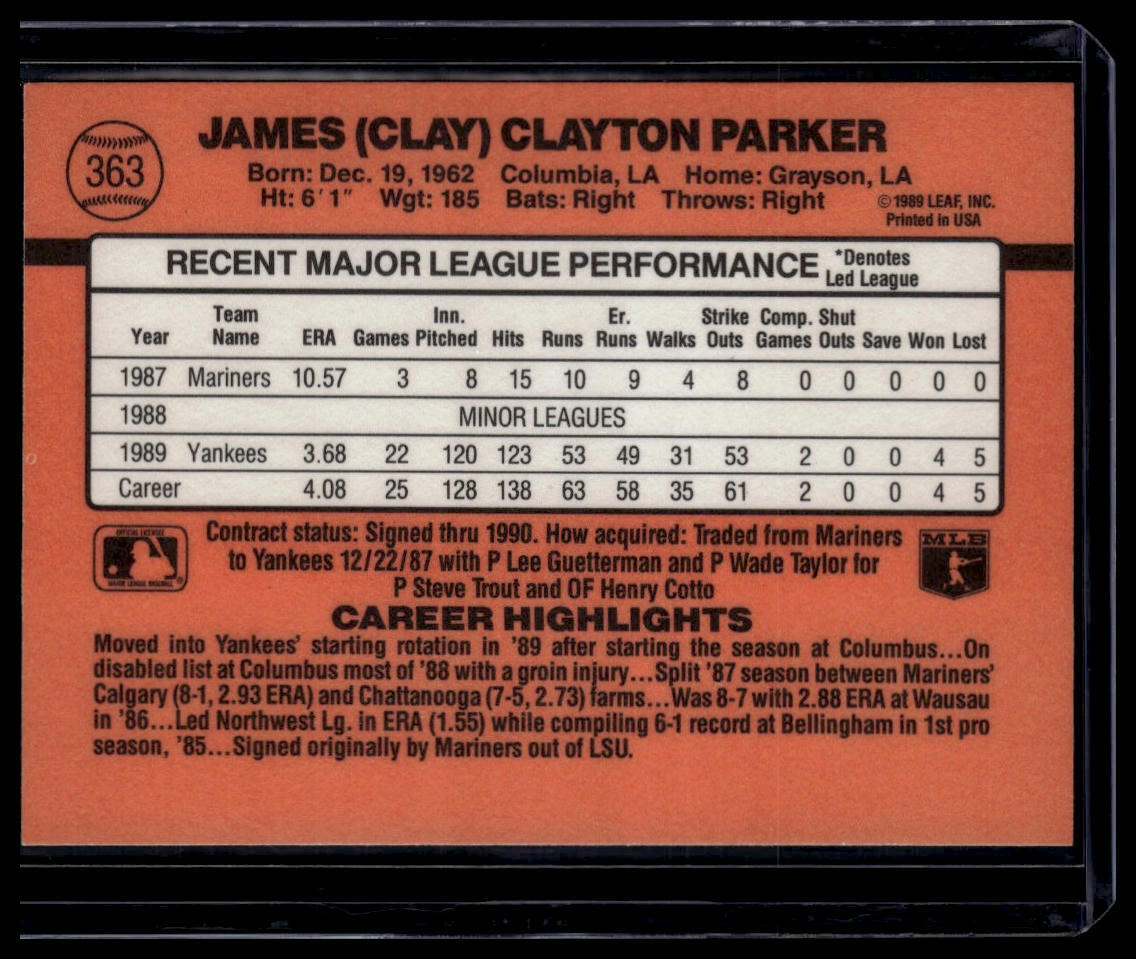 363
JAMES (CLAY) CLAYTON PARKER
Born: Dec. 19, 1962 Columbia, LA Home: Grayson, LA
Ht: 6' 1" Wgt: 185 Bats: Right Throws: Right
©1989 LEAF, INC.
Printed in USA
RECENT MAJOR LEAGUE PERFORMANCE
*Denotes
Led League
Year Team Name ERA Games Inn. Pitched Hits Runs Er. Runs Walks Strike Outs Comp. Games Shut Outs Save Won Lost
1987 Mariners 10.57 3 8 15 10 9 4 8 0 0 0 0 0
1988 MINOR LEAGUES
1989 Yankees 3.68 22 120 123 53 49 31 53 2 0 0 4 5
Career 4.08 25 128 138 63 58 35 61 2 0 0 4 5
OFFICIAL LICENSEE
MAJOR LEAGUE BASEBALL
Contract status: Signed thru 1990. How acquired: Traded from Mariners
to Yankees 12/22/87 with P Lee Guetterman and P Wade Taylor for
P Steve Trout and OF Henry Cotto
MLB
CAREER HIGHLIGHTS
Moved into Yankees' starting rotation in '89 after starting the season at Columbus...On
disabled list at Columbus most of '88 with a groin injury...Split '87 season between Mariners'
Calgary (8-1, 2.93 ERA) and Chattanooga (7-5, 2.73) farms...Was 8-7 with 2.88 ERA at Wausau
in '86...Led Northwest Lg. in ERA (1.55) while compiling 6-1 record at Bellingham in 1st pro
season, '85...Signed originally by Mariners out of LSU.